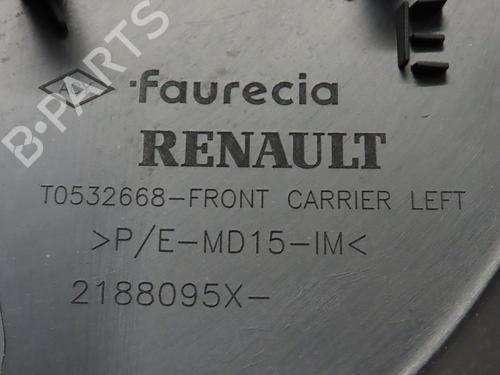 B-PARTS
faurecia
RENAULT
T0532668-FRONT CARRIER LEFT
>P/E-MD15-IM<
2188095X-